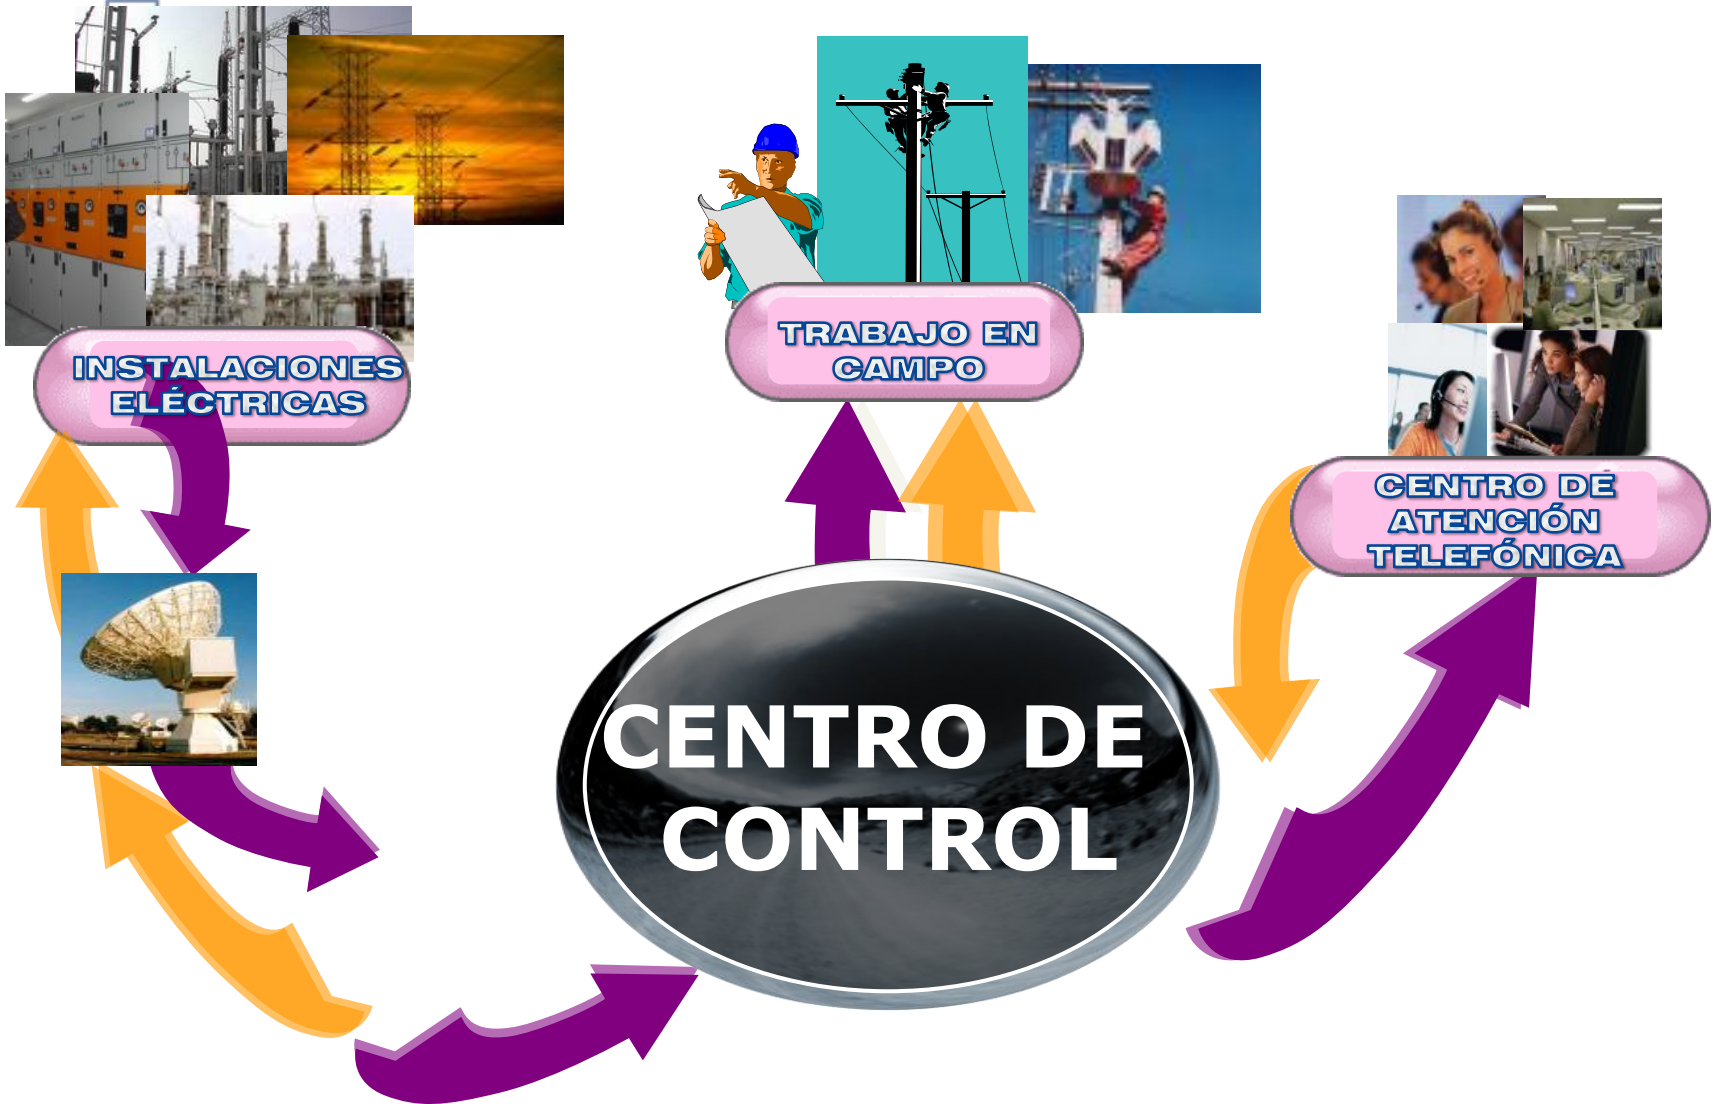 INSTALACIONES
ELÉCTRICAS
TRABAJO EN
CAMPO
CENTRO DE
ATENCIÓN
TELEFÓNICA
CENTRO DE
CONTROL